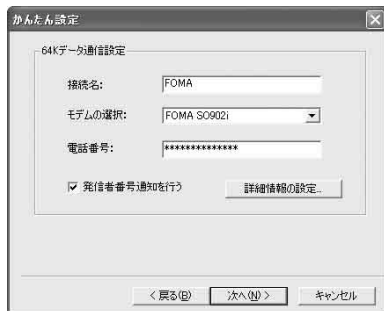 かんたん設定
64Kデータ通信設定
接続名: FOMA
モデムの選択: FOMA SO902i
電話番号: **************
発信者番号通知を行う 詳細情報の設定...
< 戻る(B) 次へ(N) > キャンセル